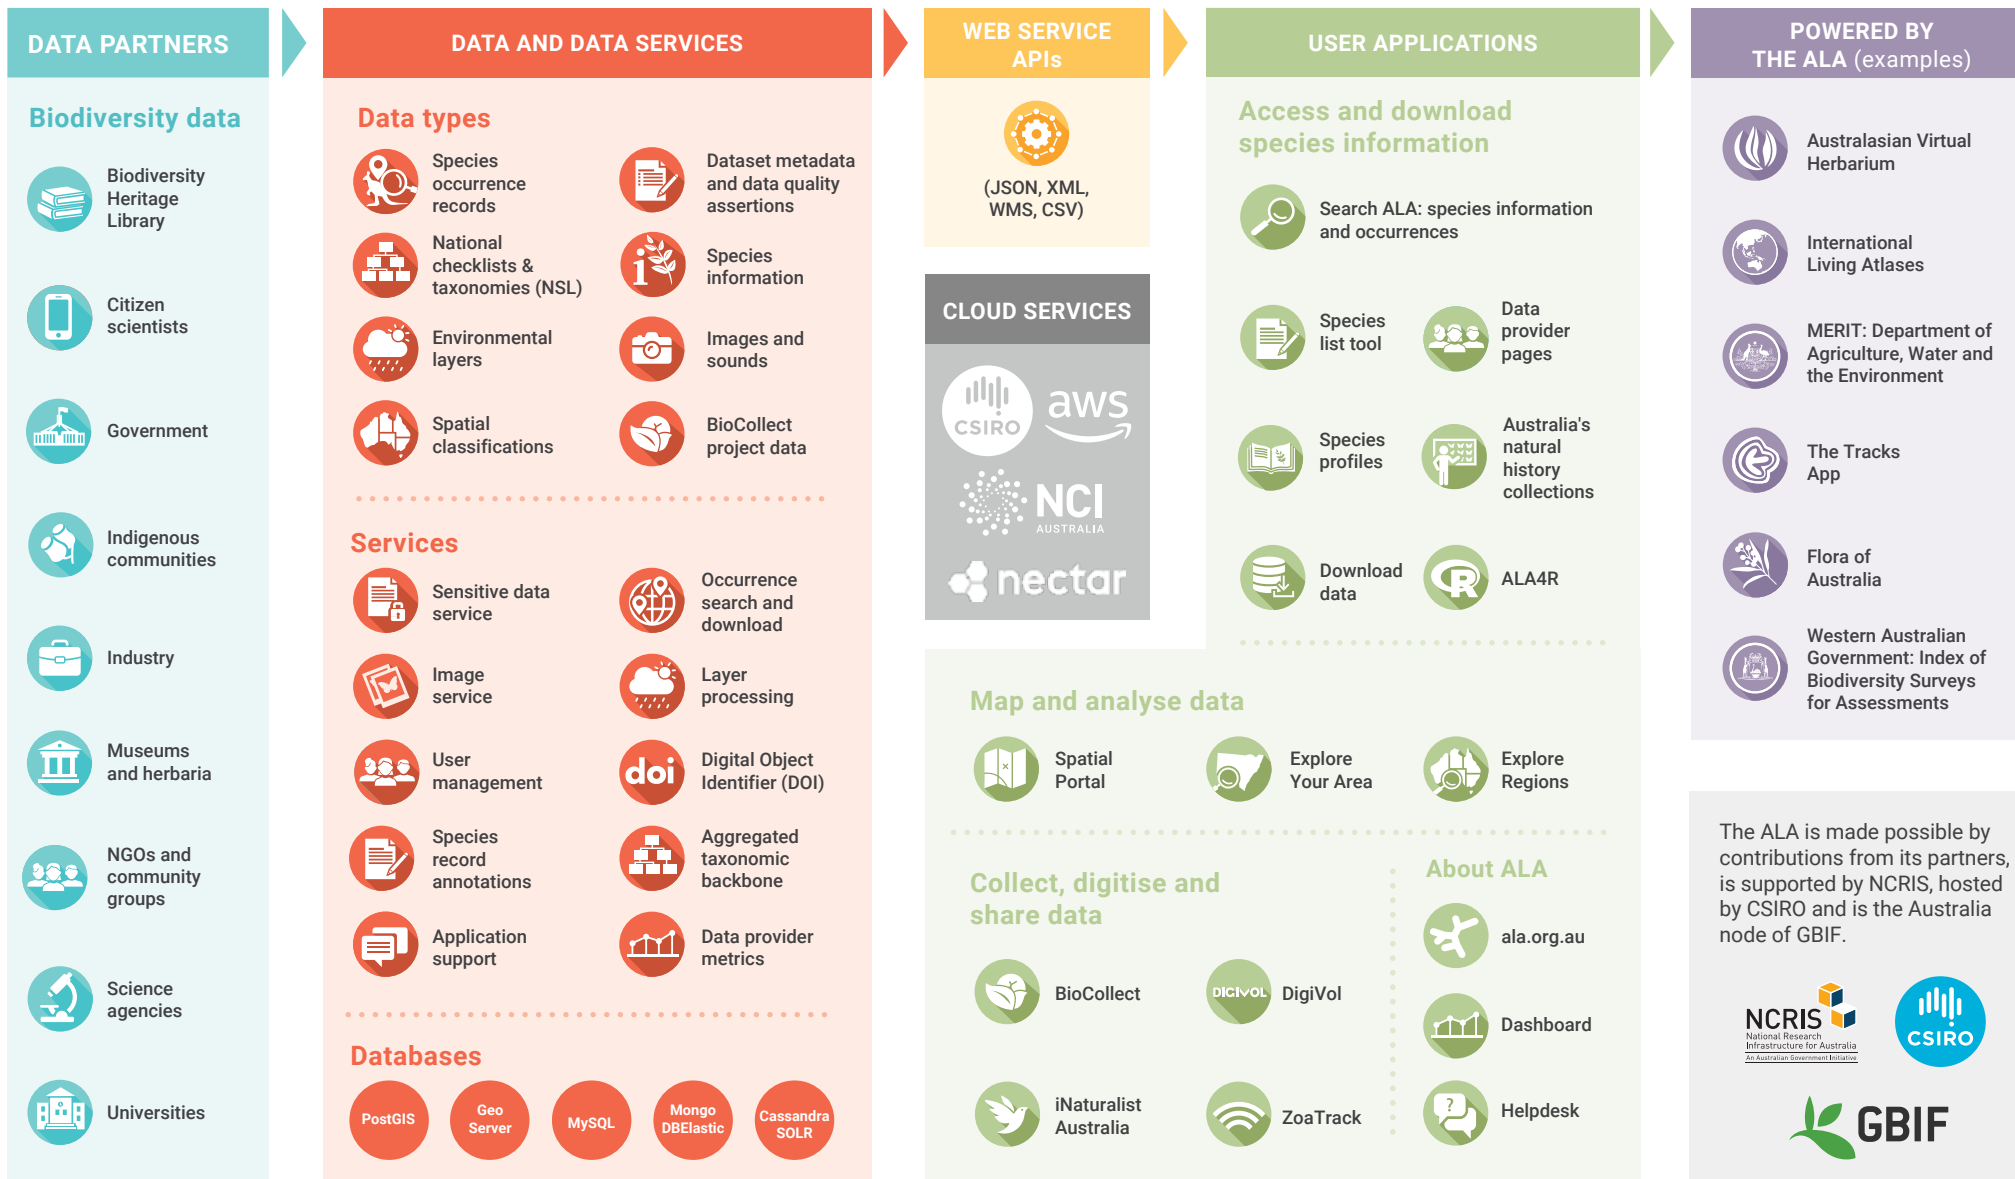 DATA PARTNERS
Biodiversity data
Biodiversity
Heritage
Library
Citizen
scientists
Government
Indigenous
communities
Industry
Museums
and herbaria
NGOs and
community
groups
Science
agencies
Universities
DATA AND DATA SERVICES
Data types
Species
occurrence
records
Dataset metadata
and data quality
assertions
National
checklists &
taxonomies (NSL)
Species
information
Environmental
layers
Images and
sounds
Spatial
classifications
BioCollect
project data
Services
Sensitive data
service
Occurrence
search and
download
Image
service
Layer
processing
User
management
doi
Digital Object
Identifier (DOI)
Species
record
annotations
Aggregated
taxonomic
backbone
Application
support
Data provider
metrics
Databases
PostGIS
Geo
Server
MySQL
Mongo
DBElastic
Cassandra
SOLR
WEB SERVICE
APIs
(JSON, XML,
WMS, CSV)
CLOUD SERVICES
CSIRO
aws
NCI
AUSTRALIA
nectar
USER APPLICATIONS
Access and download
species information
Search ALA: species information
and occurrences
Species
list tool
Data
provider
pages
Species
profiles
Australia's
natural
history
collections
Download
data
R
ALA4R
Map and analyse data
Spatial
Portal
Explore
Your Area
Explore
Regions
Collect, digitise and
share data
BioCollect
DIGIVOL
DigiVol
iNaturalist
Australia
ZoaTrack
About ALA
ala.org.au
Dashboard
?
Helpdesk
POWERED BY
THE ALA (examples)
Australasian Virtual
Herbarium
International
Living Atlases
MERIT: Department of
Agriculture, Water and
the Environment
The Tracks
App
Flora of
Australia
Western Australian
Government: Index of
Biodiversity Surveys
for Assessments
The ALA is made possible by
contributions from its partners,
is supported by NCRIS, hosted
by CSIRO and is the Australia
node of GBIF.
NCRIS
National Research
Infrastructure for Australia
An Australian Government Initiative
CSIRO
GBIF